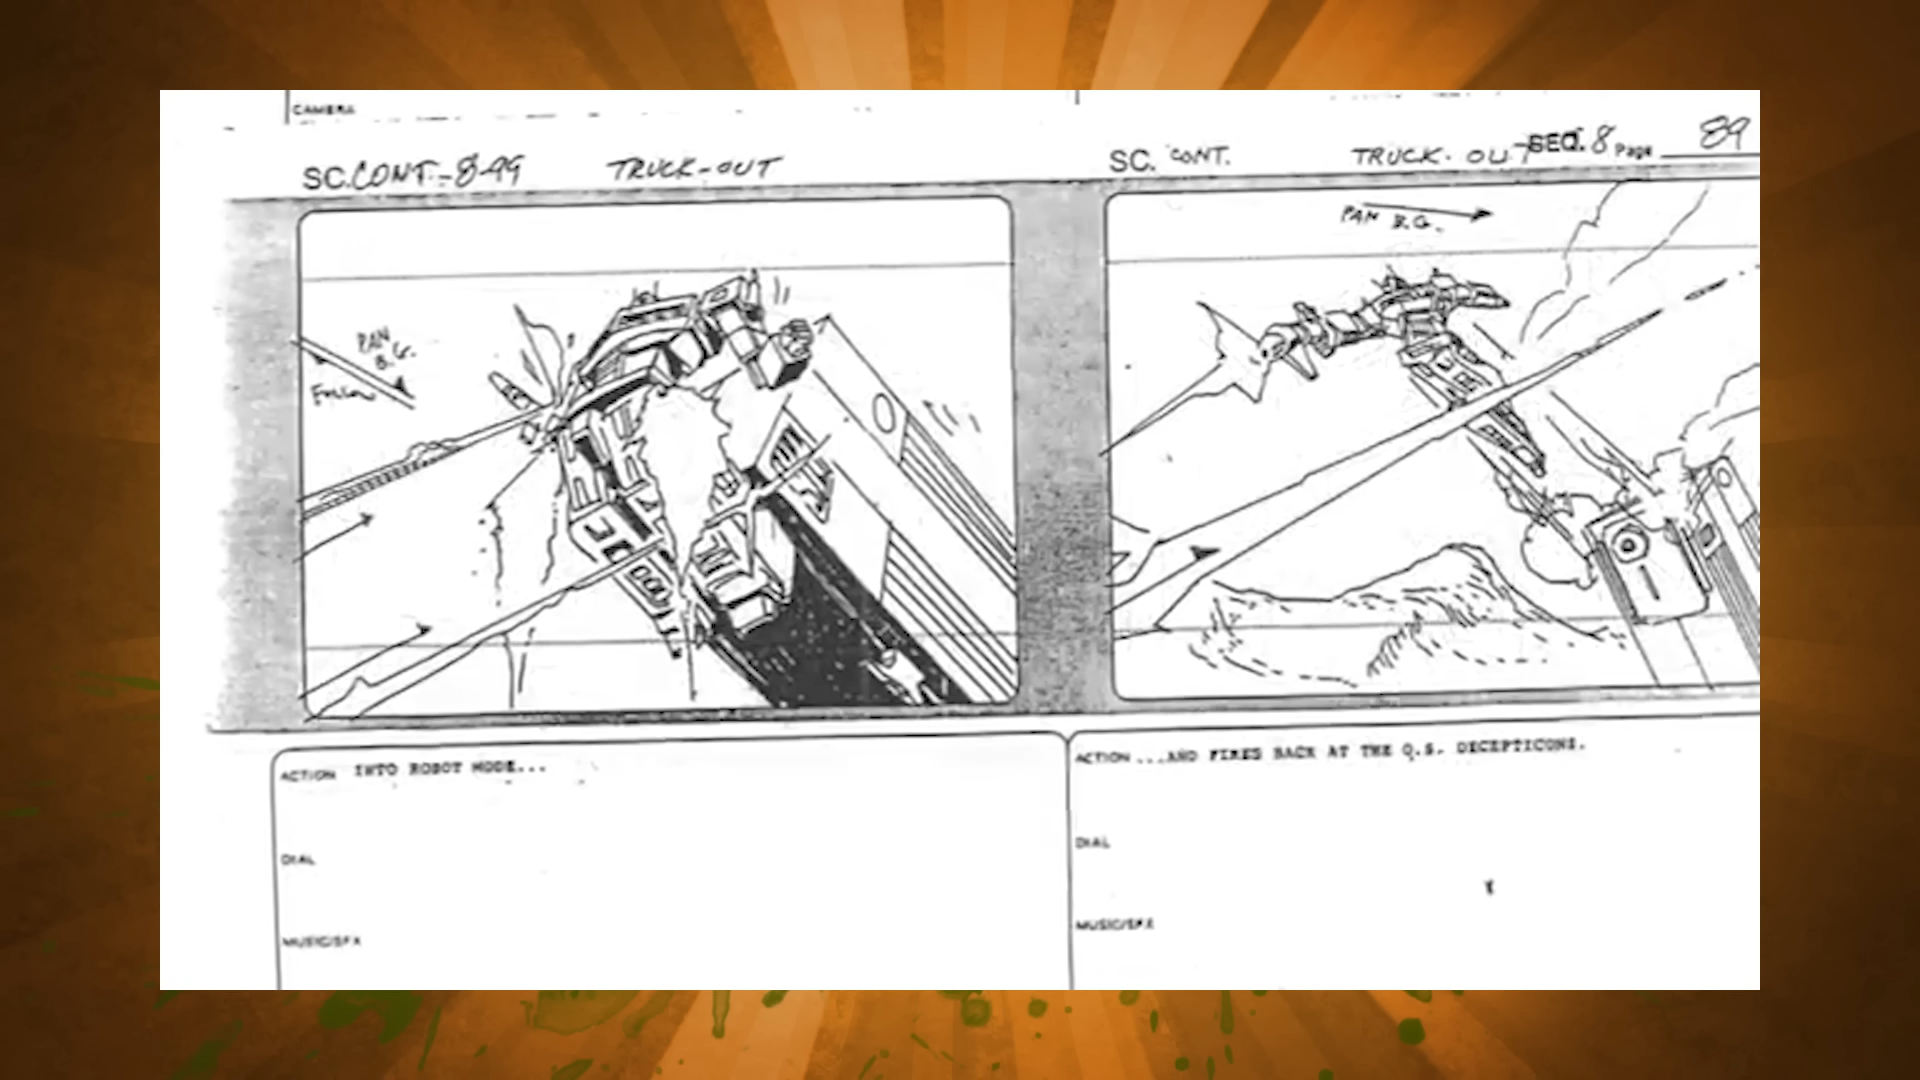 CAMERA
SC. CONT.-8-99 TRUCK-OUT
SC. CONT. TRUCK-OUT SEQ. 8 Page 89
PAN
B.G.
PAN
B.G.
ACTION INTO ROBOT MODE...
ACTION ...AND FIRES BACK AT THE O.S. DECEPTICONS.
DIAL
DIAL
MUSIC/SFX
MUSIC/SFX